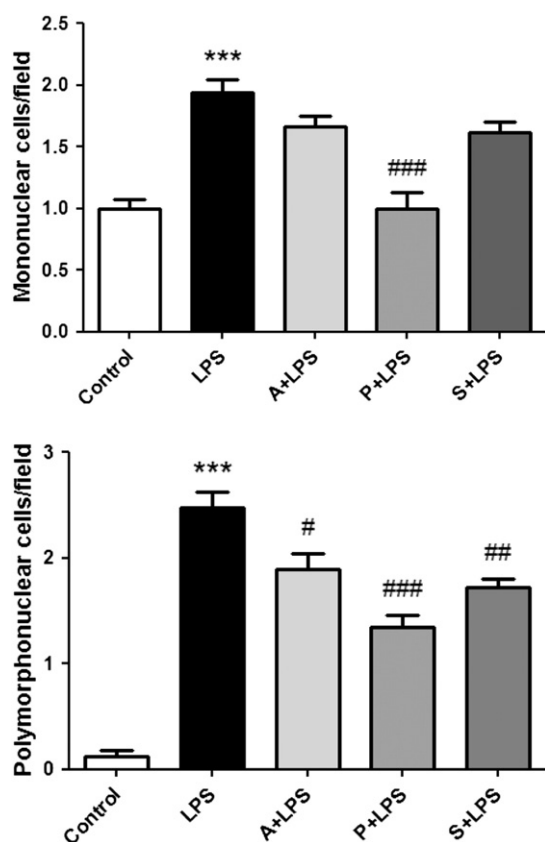 Mononuclear cells/field
2.5
2.0
1.5
1.0
0.5
0.0
***
###
Control
LPS
A+LPS
P+LPS
S+LPS
Polymorphonuclear cells/field
3
2
1
0
***
#
###
##
Control
LPS
A+LPS
P+LPS
S+LPS